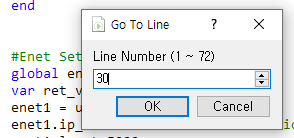 end
Go To Line
Line Number (1 ~ 72)
30
OK
Cancel
#Enet Set
global en
var ret_v
enet1 = u
enet1.ip_